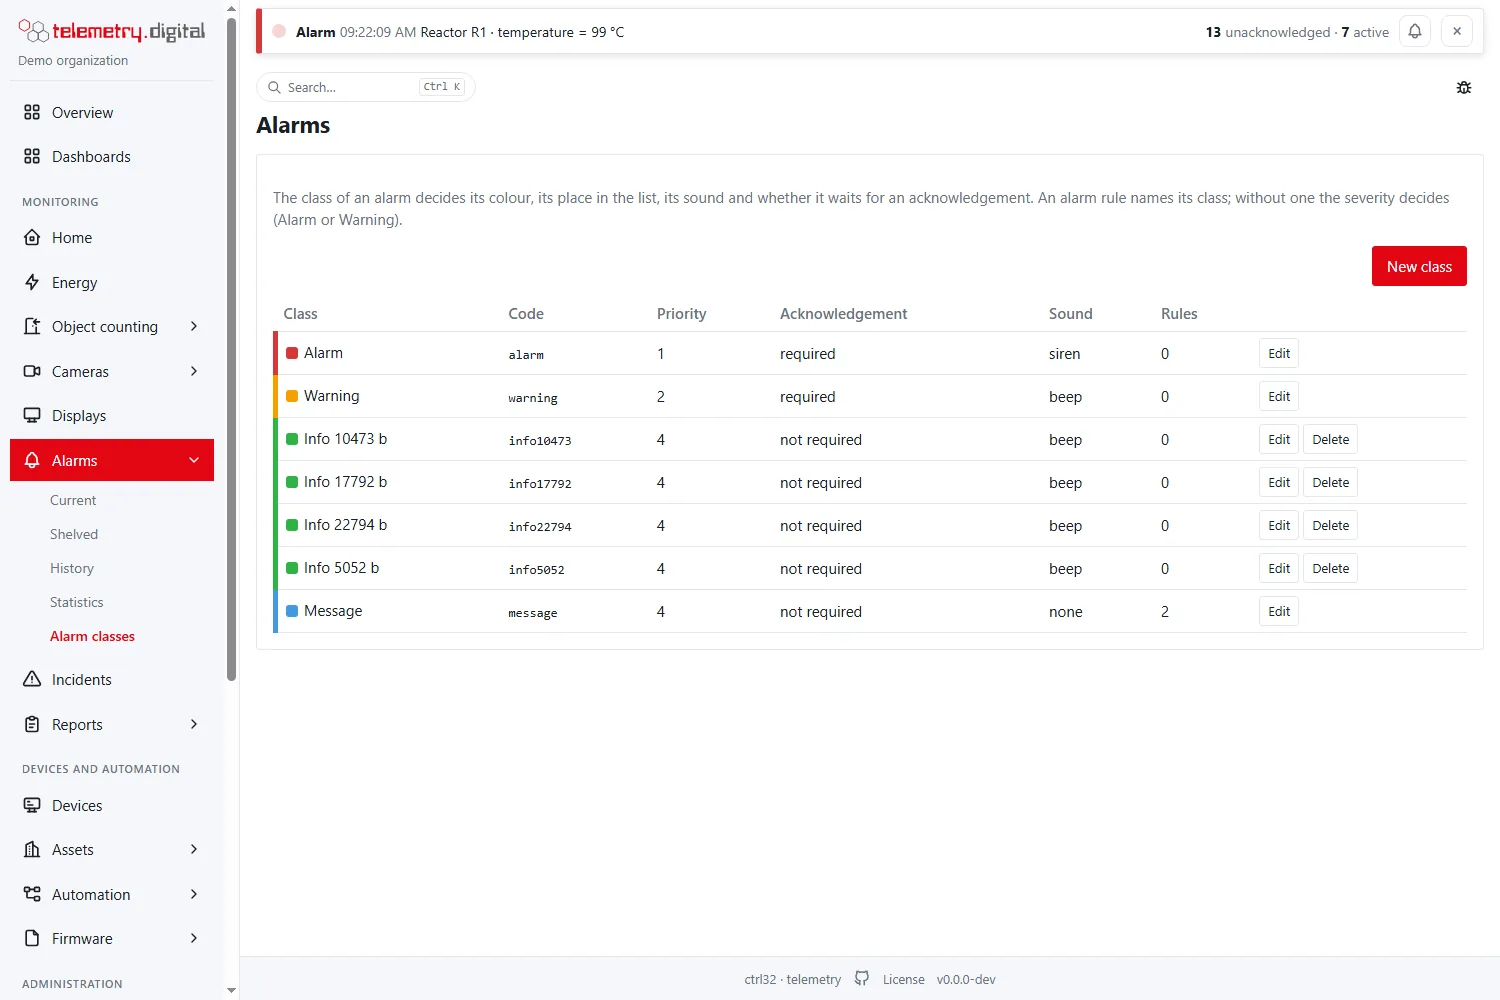 telemetry.digital
Demo organization
Overview
Dashboards
MONITORING
Home
Energy
Object counting
Cameras
Displays
Alarms
Current
Shelved
History
Statistics
Alarm classes
Incidents
Reports
DEVICES AND AUTOMATION
Devices
Assets
Automation
Firmware
ADMINISTRATION
Alarm 09:22:09 AM Reactor R1 · temperature = 99 °C
13 unacknowledged · 7 active
Search... Ctrl K
Alarms
The class of an alarm decides its colour, its place in the list, its sound and whether it waits for an acknowledgement. An alarm rule names its class; without one the severity decides
(Alarm or Warning).
New class
Class Code Priority Acknowledgement Sound Rules
Alarm alarm 1 required siren 0 Edit
Warning warning 2 required beep 0 Edit
Info 10473 b info10473 4 not required beep 0 Edit Delete
Info 17792 b info17792 4 not required beep 0 Edit Delete
Info 22794 b info22794 4 not required beep 0 Edit Delete
Info 5052 b info5052 4 not required beep 0 Edit Delete
Message message 4 not required none 2 Edit
ctrl32 · telemetry License v0.0.0-dev